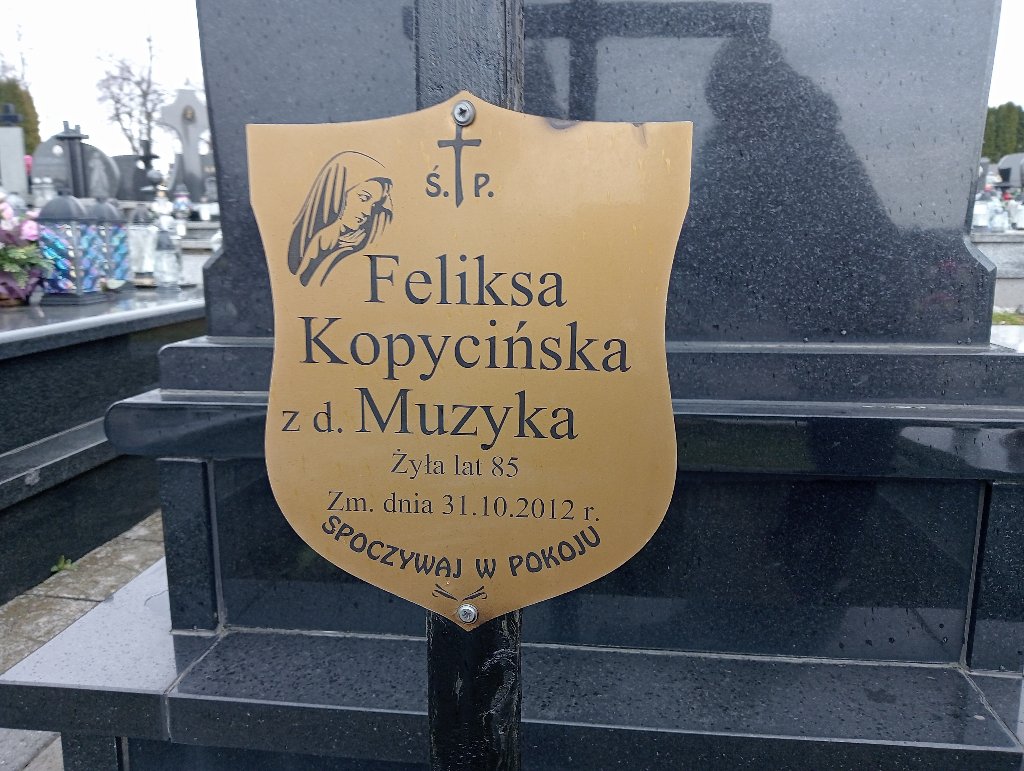 Ś. P.
Feliksa
Kopycińska
z d. Muzyka
Żyła lat 85
Zm. dnia 31.10.2012 r.
SPOCZYWAJ W POKOJU